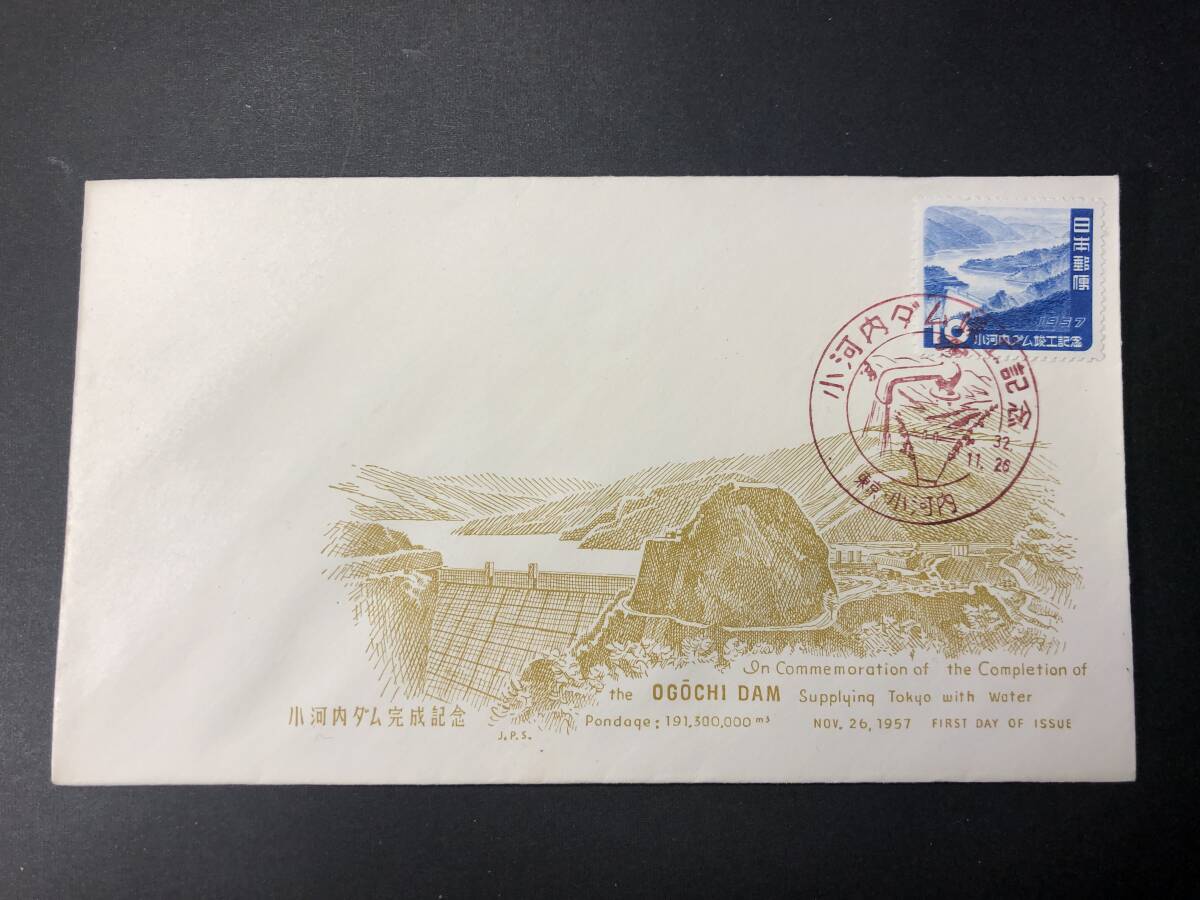 日本郵便
1957
10
小河内ダム竣工記念
小河内ダム竣工記念
32.
11. 26
東京・小河内
In Commemoration of the Completion of
the OGŌCHI DAM Supplying Tokyo with Water
小河内ダム完成記念
Pondage: 191,300,000 m³ NOV. 26, 1957 FIRST DAY OF ISSUE
J.P.S.